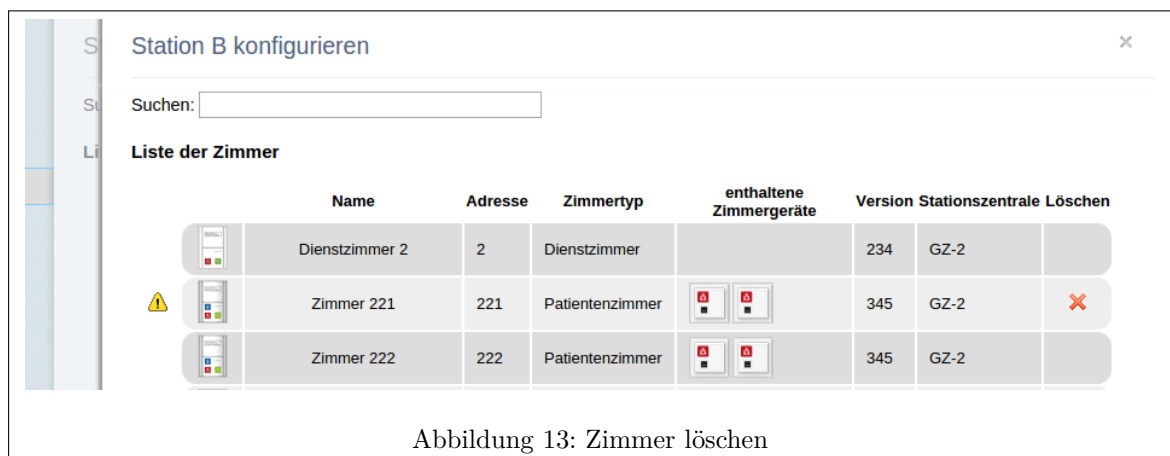 S
Station B konfigurieren
×
Su
Suchen:
Li
Liste der Zimmer
Name Adresse Zimmertyp enthaltene Zimmergeräte Version Stationszentrale Löschen
Dienstzimmer 2 2 Dienstzimmer 234 GZ-2
Zimmer 221 221 Patientenzimmer 345 GZ-2
Zimmer 222 222 Patientenzimmer 345 GZ-2
Abbildung 13: Zimmer löschen